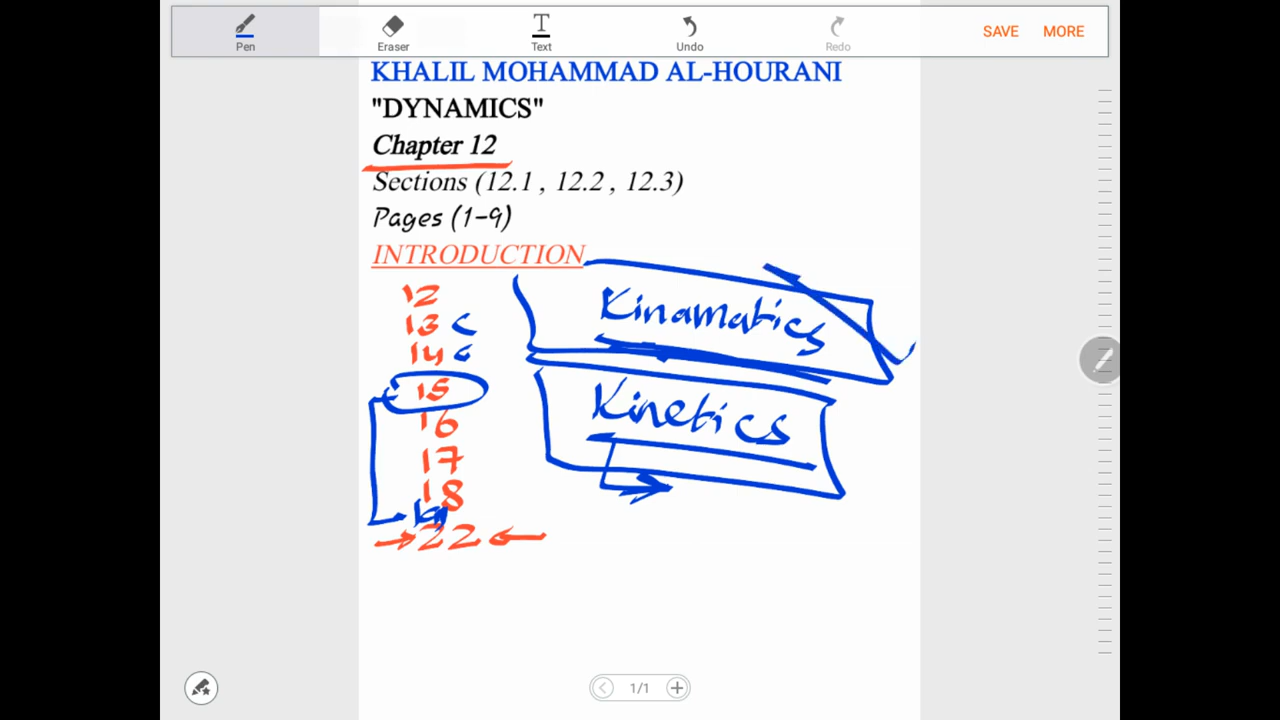 Pen Eraser Text Undo Redo SAVE MORE
KHALIL MOHAMMAD AL-HOURANI
"DYNAMICS"
Chapter 12
Sections (12.1 , 12.2 , 12.3)
Pages (1-9)
INTRODUCTION
12
13
14
15
16
17
18
22
Kinamatics
Kinetics
1/1